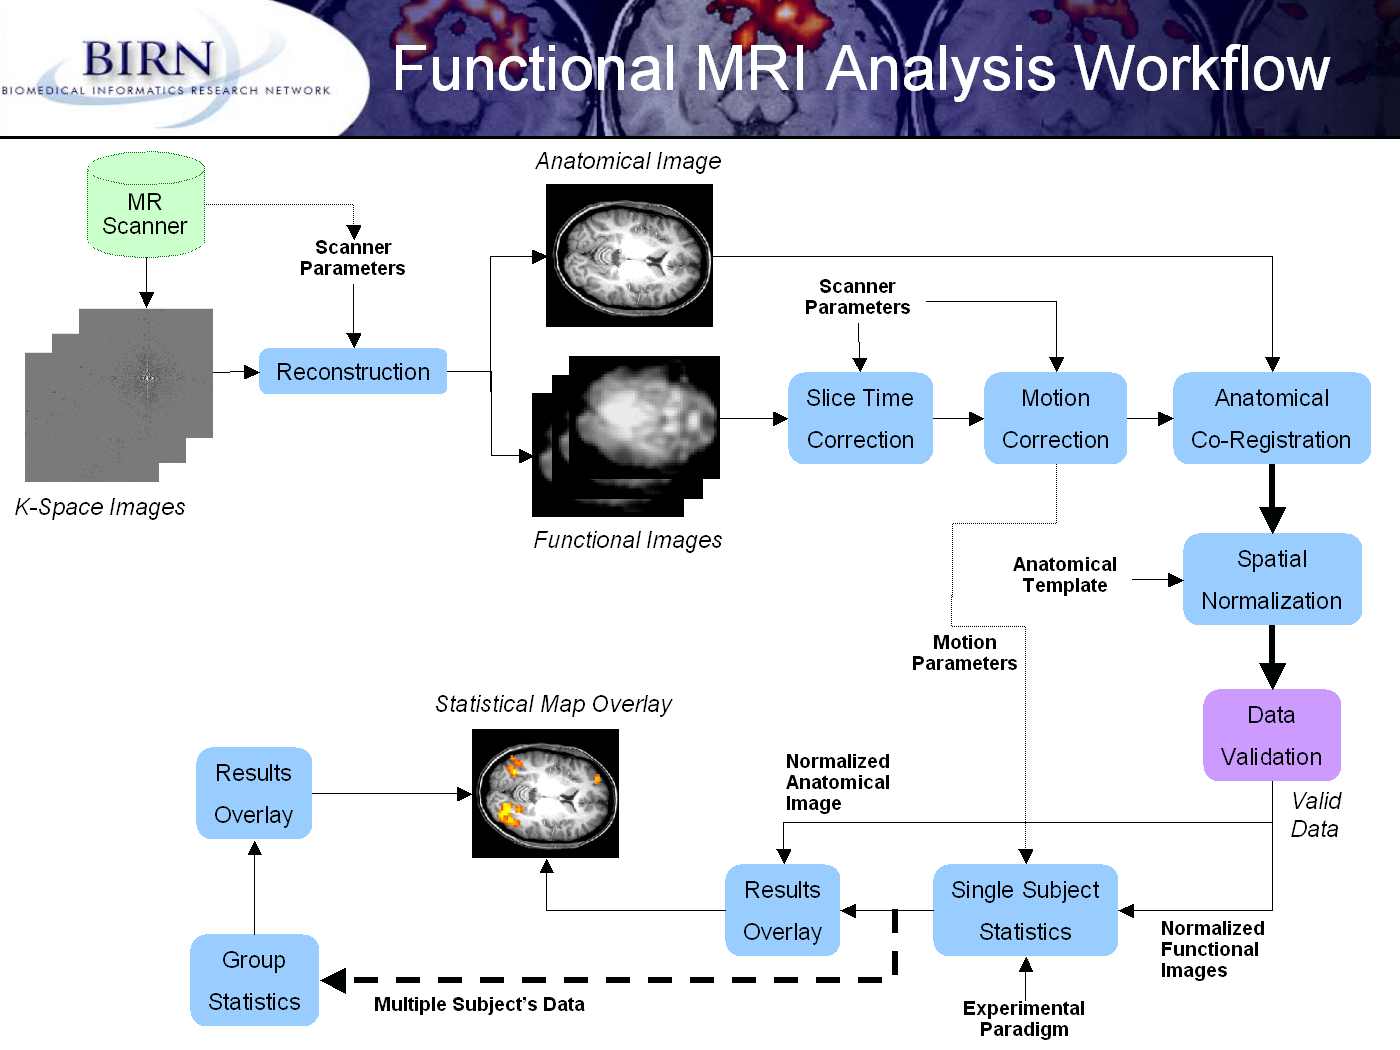 BIRN
BIOMEDICAL INFORMATICS RESEARCH NETWORK
Functional MRI Analysis Workflow
MR
Scanner
Scanner
Parameters
Anatomical Image
Scanner
Parameters
Reconstruction
Slice Time
Correction
Motion
Correction
Anatomical
Co-Registration
K-Space Images
Functional Images
Anatomical
Template
Spatial
Normalization
Motion
Parameters
Data
Validation
Valid
Data
Statistical Map Overlay
Results
Overlay
Normalized
Anatomical
Image
Results
Overlay
Single Subject
Statistics
Normalized
Functional
Images
Group
Statistics
Multiple Subject's Data
Experimental
Paradigm